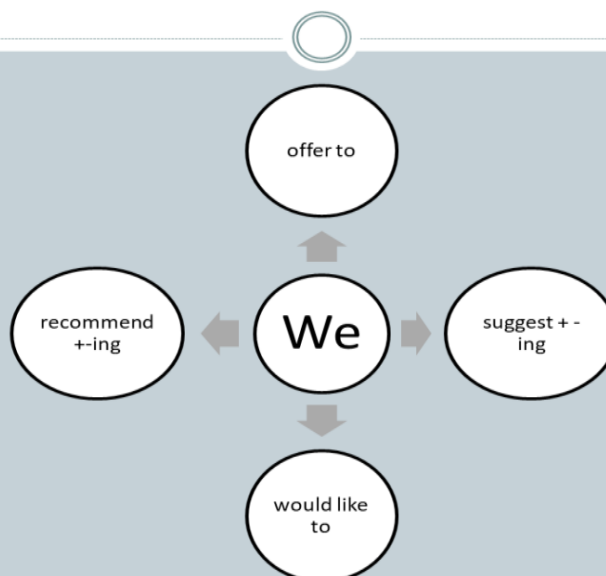 offer to
recommend
+-ing
We
suggest + -
ing
would like
to